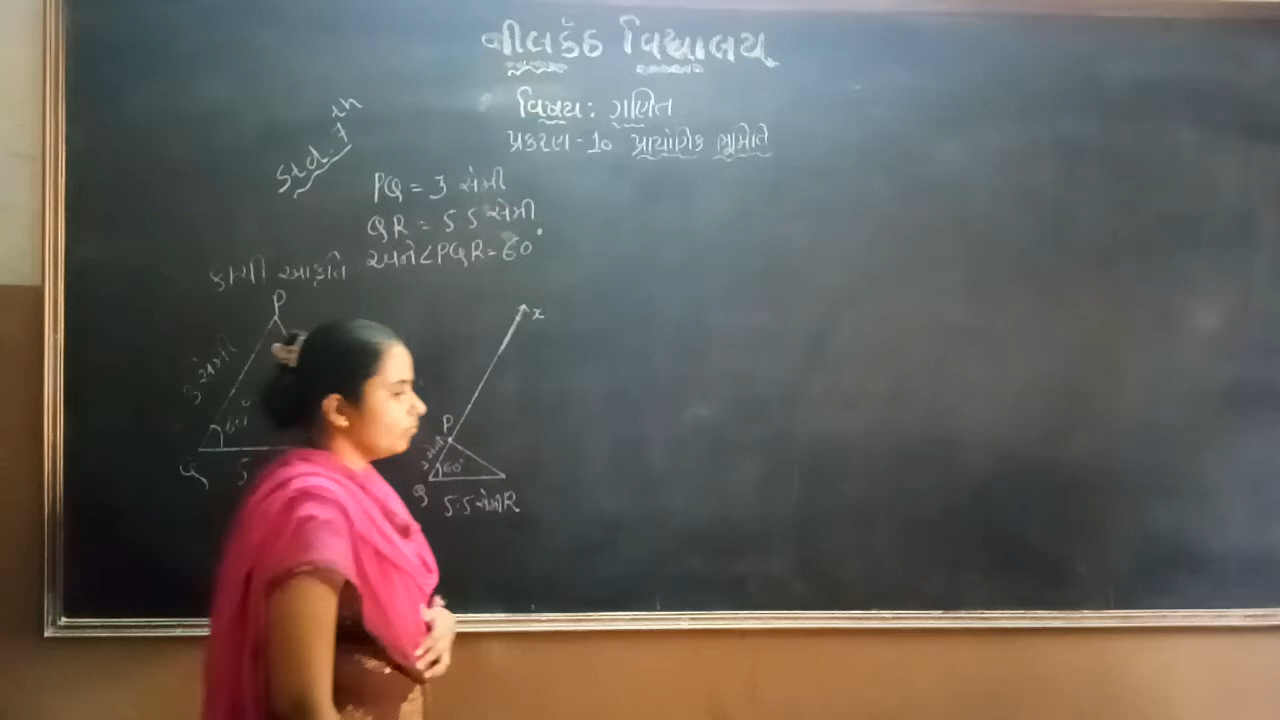 નીલકંઠ વિદ્યાલય
વિષય: ગણિત
પ્રકરણ-10 પ્રાયોગિક ભૂમિતિ
Std. 7th
PQ = 3 સેમી
QR = 5.5 સેમી
અને ∠PQR = 60°
કાચી આકૃતિ
P
3 સેમી
60°
Q
5
x
P
3 સેમી
60°
Q
5.5 સેમી R